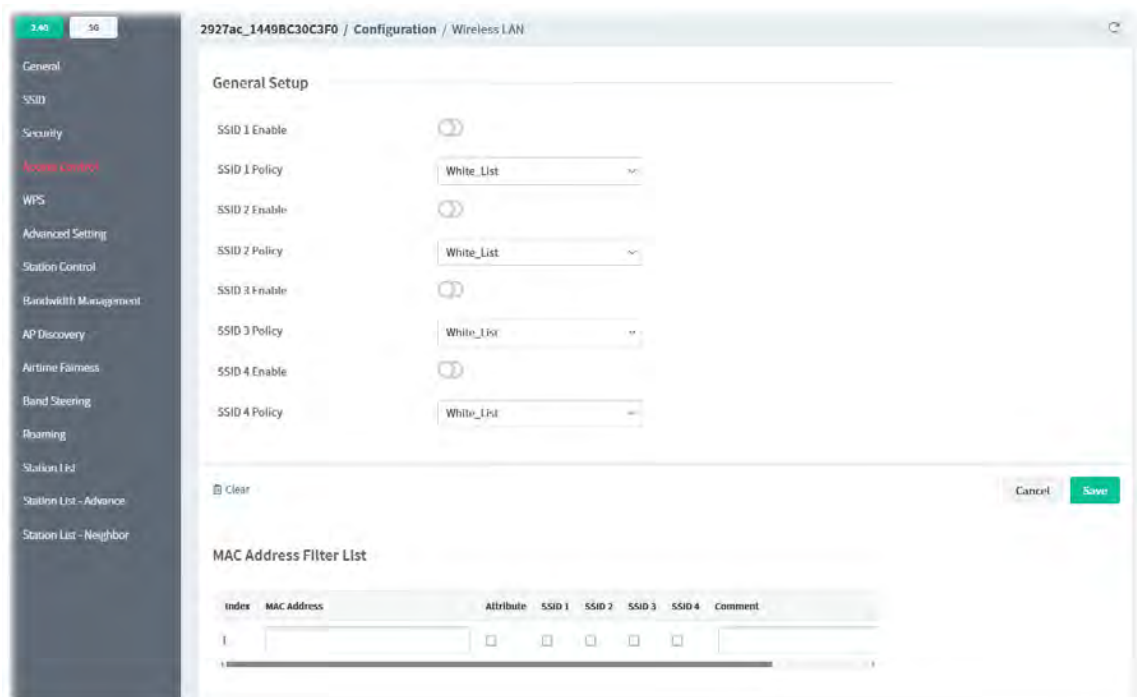 2.4G 5G
2927ac_1449BC30C3F0 / Configuration / Wireless LAN
General
SSID
Security
Access Control
WPS
Advanced Setting
Station Control
Bandwidth Management
AP Discovery
Airtime Fairness
Band Steering
Roaming
Station List
Station List - Advance
Station List - Neighbor
General Setup
SSID 1 Enable
SSID 1 Policy White_List
SSID 2 Enable
SSID 2 Policy White_List
SSID 3 Enable
SSID 3 Policy White_List
SSID 4 Enable
SSID 4 Policy White_List
Clear Cancel Save
MAC Address Filter List
Index MAC Address Attribute SSID 1 SSID 2 SSID 3 SSID 4 Comment
1